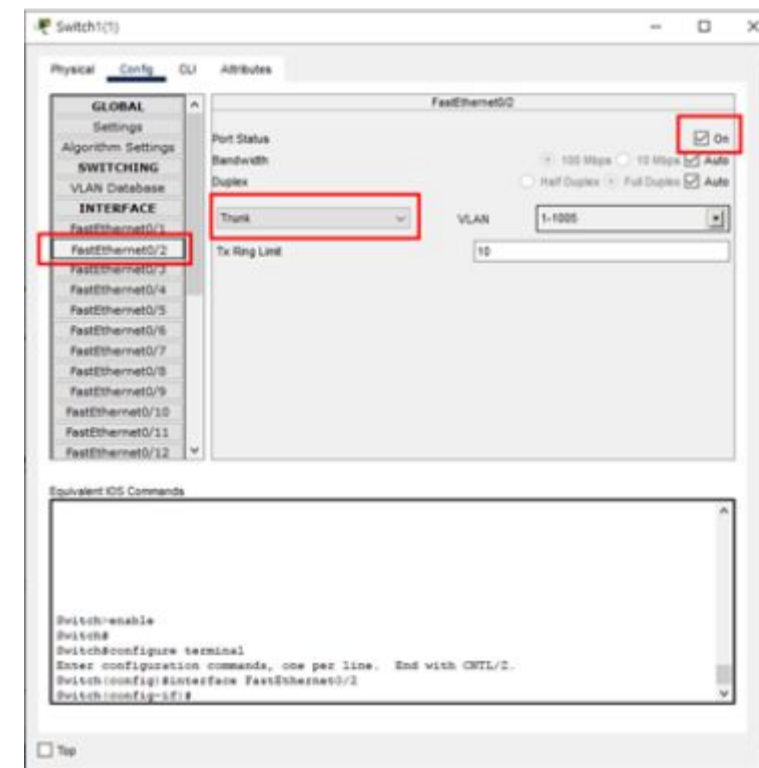 Switch1(1)
Physical Config CLI Attributes
GLOBAL
Settings
Algorithm Settings
SWITCHING
VLAN Database
INTERFACE
FastEthernet0/1
FastEthernet0/2
FastEthernet0/3
FastEthernet0/4
FastEthernet0/5
FastEthernet0/6
FastEthernet0/7
FastEthernet0/8
FastEthernet0/9
FastEthernet0/10
FastEthernet0/11
FastEthernet0/12
FastEthernet0/2
Port Status On
Bandwidth 100 Mbps 10 Mbps Auto
Duplex Half Duplex Full Duplex Auto
Trunk VLAN 1-1005
Tx Ring Limit 10
Equivalent IOS Commands
Switch>enable
Switch#
Switch#configure terminal
Enter configuration commands, one per line. End with CNTL/Z.
Switch(config)#interface FastEthernet0/2
Switch(config-if)#
Top